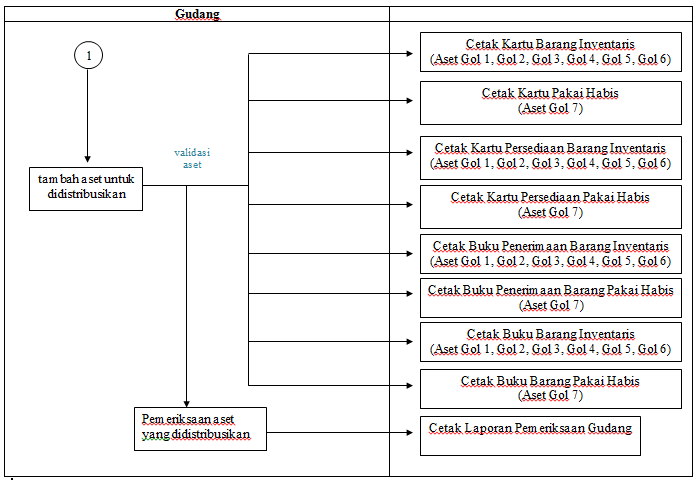 Gudang
1
validasi
aset
tambah aset untuk
didistribusikan
Pemeriksaan aset
yang didistribusikan
Cetak Kartu Barang Inventaris
(Aset Gol 1, Gol 2, Gol 3, Gol 4, Gol 5, Gol 6)
Cetak Kartu Pakai Habis
(Aset Gol 7)
Cetak Kartu Persediaan Barang Inventaris
(Aset Gol 1, Gol 2, Gol 3, Gol 4, Gol 5, Gol 6)
Cetak Kartu Persediaan Pakai Habis
(Aset Gol 7)
Cetak Buku Penerimaan Barang Inventaris
(Aset Gol 1, Gol 2, Gol 3, Gol 4, Gol 5, Gol 6)
Cetak Buku Penerimaan Barang Pakai Habis
(Aset Gol 7)
Cetak Buku Barang Inventaris
(Aset Gol 1, Gol 2, Gol 3, Gol 4, Gol 5, Gol 6)
Cetak Buku Barang Pakai Habis
(Aset Gol 7)
Cetak Laporan Pemeriksaan Gudang